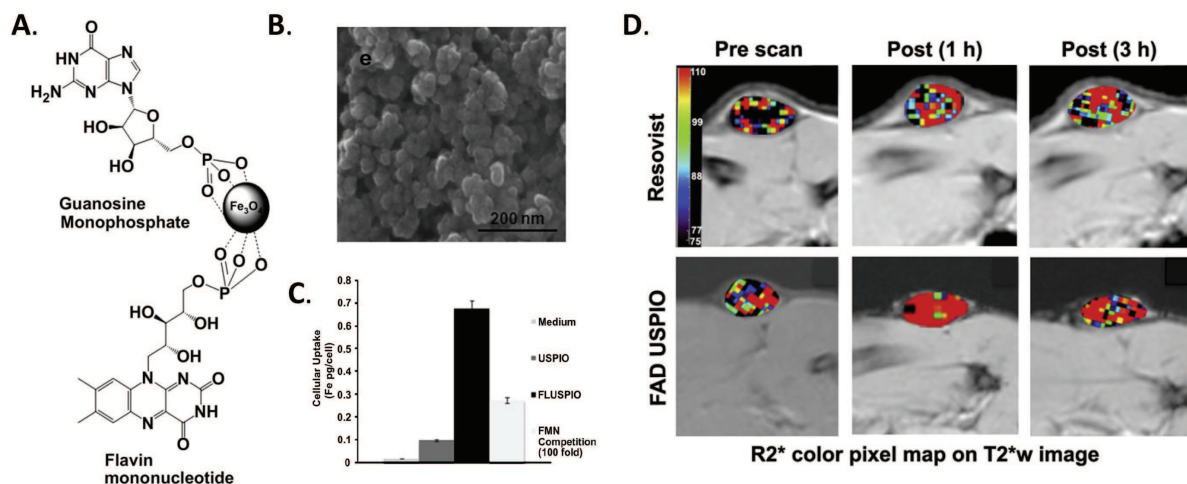 A.
O
N
NH
H2N
N
N
N
O
HO
O
P
O
HO
O
O
Guanosine
Monophosphate
Fe3O4
O
O
O
O
P
HO
OH
OH
N
N
O
NH
N
O
Flavin
mononucleotide
B.
e
200 nm
C.
Cellular Uptake
(Fe pg/cell)
0.8
0.7
0.6
0.5
0.4
0.3
0.2
0.1
0
Medium
USPIO
FLUSPIO
FMN
Competition
(100 fold)
D.
Pre scan
Post (1 h)
Post (3 h)
Resovist
110
99
88
77
75
FAD USPIO
R2* color pixel map on T2*w image